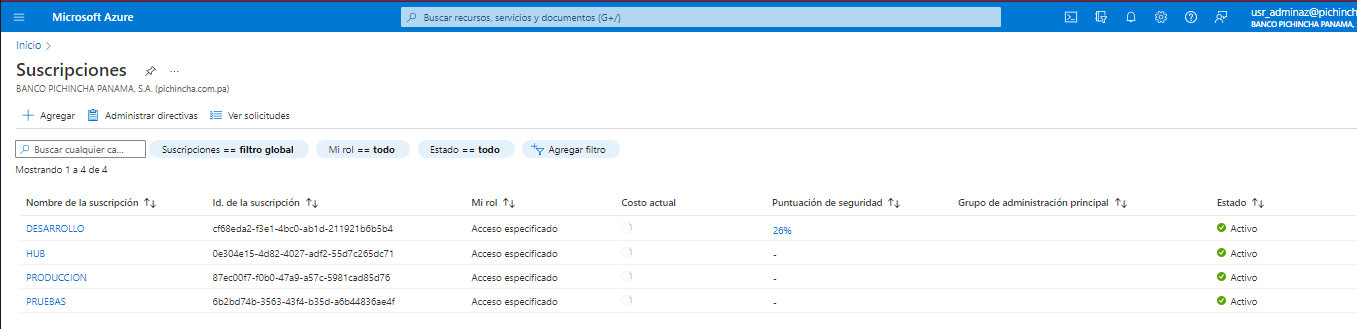 Microsoft Azure
Buscar recursos, servicios y documentos (G+/)
usr_adminaz@pichinch
BANCO PICHINCHA PANAMA,
Inicio >
Suscripciones ...
BANCO PICHINCHA PANAMA, S.A. (pichincha.com.pa)
+ Agregar Administrar directivas Ver solicitudes
Buscar cualquier ca... Suscripciones == filtro global Mi rol == todo Estado == todo Agregar filtro
Mostrando 1 a 4 de 4
Nombre de la suscripción ↑↓ Id. de la suscripción ↑↓ Mi rol ↑↓ Costo actual Puntuación de seguridad ↑↓ Grupo de administración principal ↑↓ Estado ↑↓
DESARROLLO cf68eda2-f3e1-4bc0-ab1d-211921b6b5b4 Acceso especificado 26% Activo
HUB 0e304e15-4d82-4027-adf2-55d7c265dc71 Acceso especificado - Activo
PRODUCCION 87ec00f7-f0b0-47a9-a57c-5981cad85d76 Acceso especificado - Activo
PRUEBAS 6b2bd74b-3563-43f4-b35d-a6b44836ae4f Acceso especificado - Activo